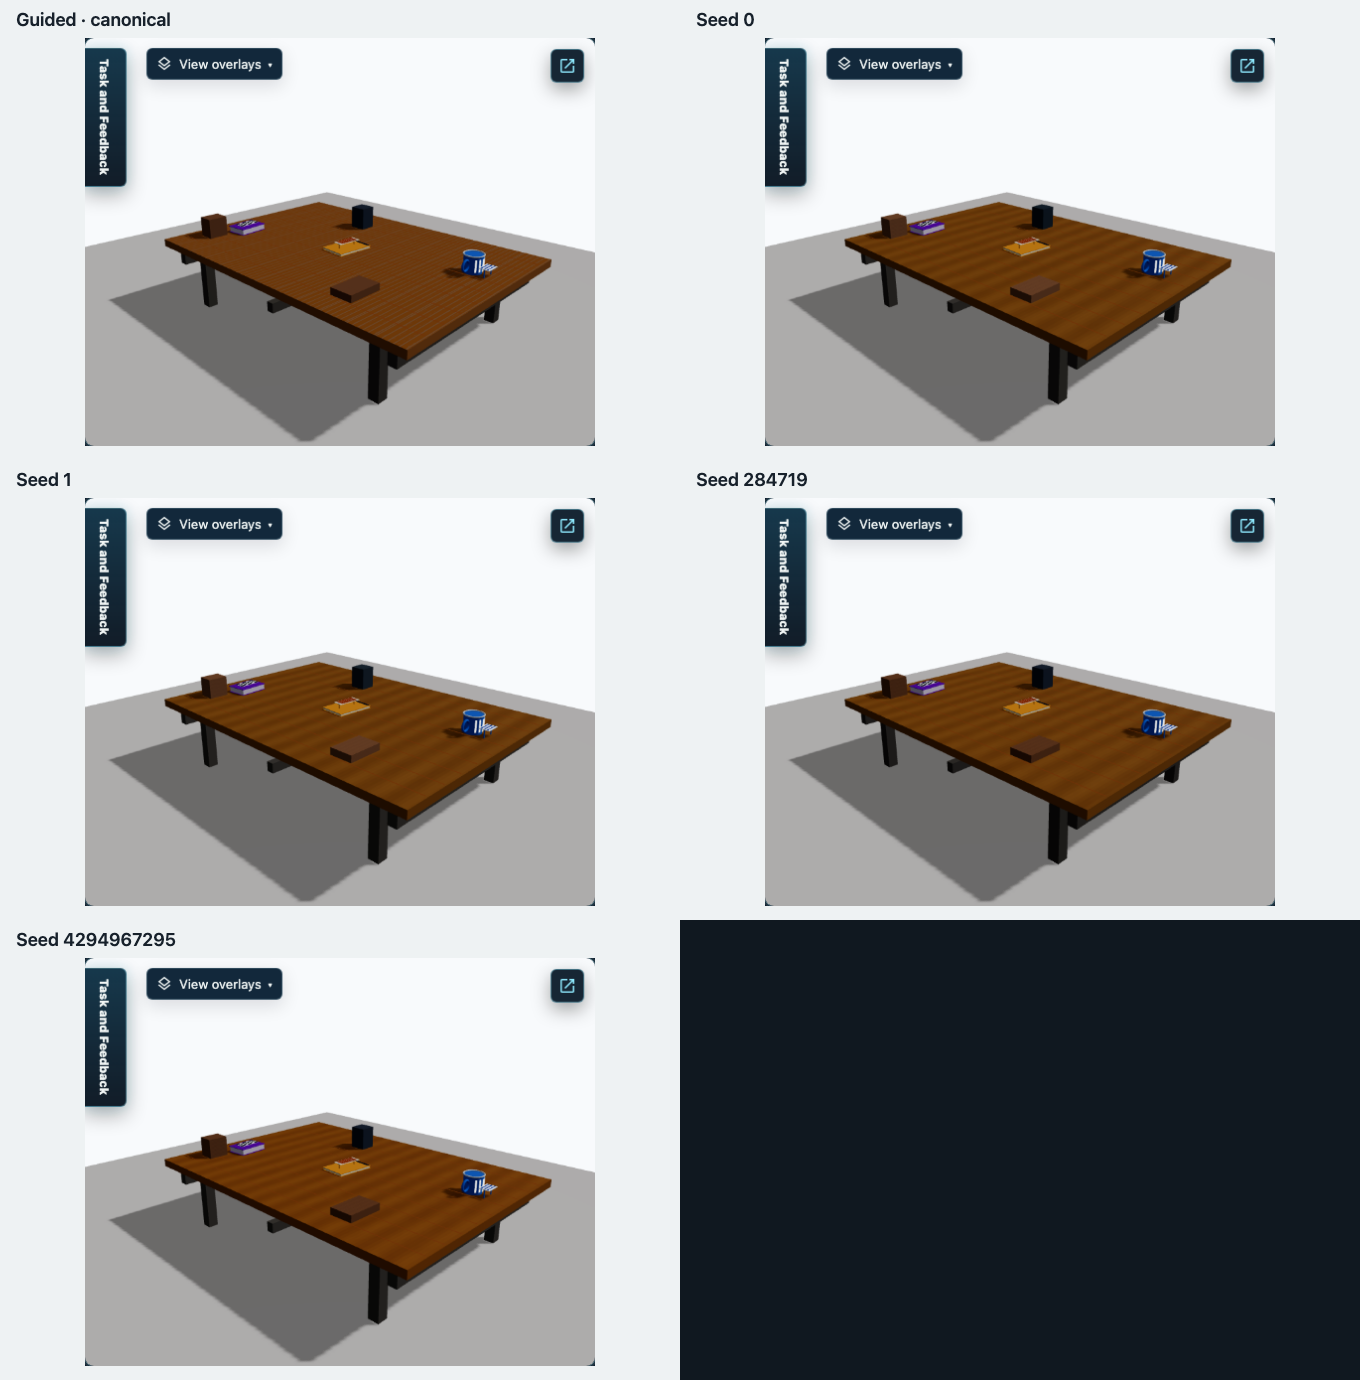 Guided · canonical
View overlays
Task and Feedback
Seed 0
View overlays
Task and Feedback
Seed 1
View overlays
Task and Feedback
Seed 284719
View overlays
Task and Feedback
Seed 4294967295
View overlays
Task and Feedback